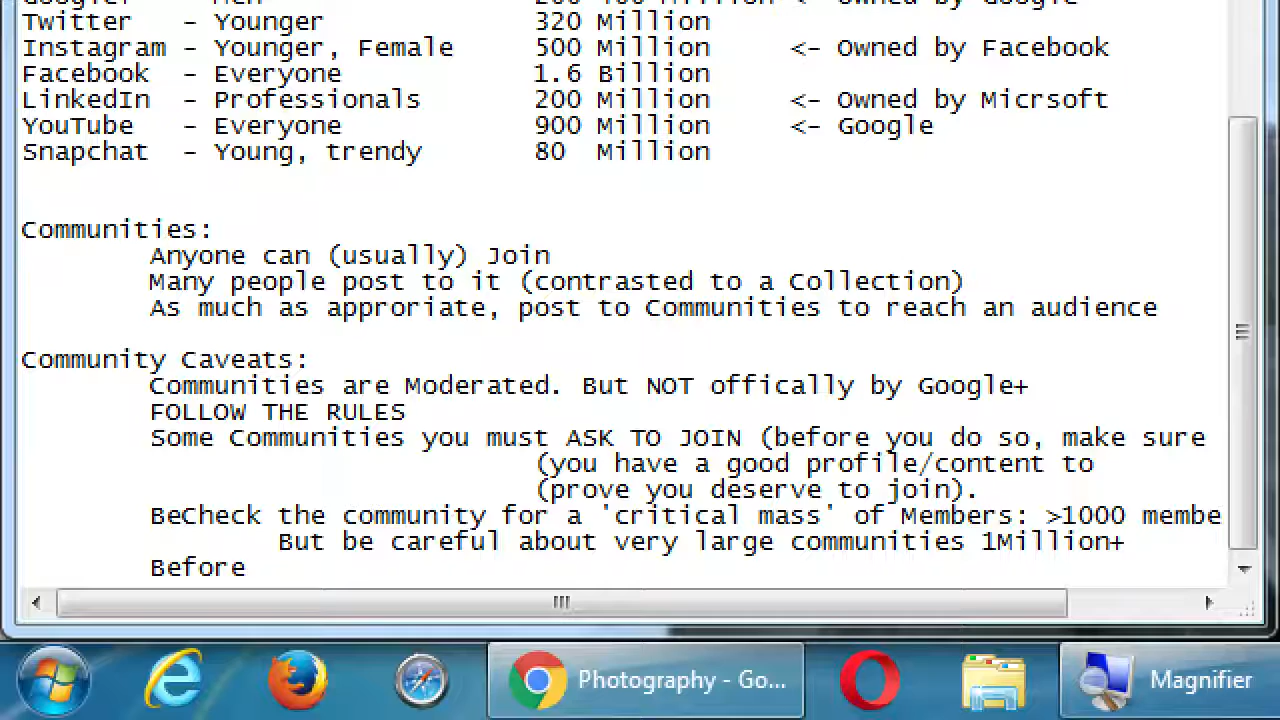 Twitter - Younger 320 Million
Instagram - Younger, Female 500 Million <- Owned by Facebook
Facebook - Everyone 1.6 Billion
LinkedIn - Professionals 200 Million <- Owned by Micrsoft
YouTube - Everyone 900 Million <- Google
Snapchat - Young, trendy 80 Million
Communities:
Anyone can (usually) Join
Many people post to it (contrasted to a Collection)
As much as approriate, post to Communities to reach an audience
Community Caveats:
Communities are Moderated. But NOT offically by Google+
FOLLOW THE RULES
Some Communities you must ASK TO JOIN (before you do so, make sure
(you have a good profile/content to
(prove you deserve to join).
BeCheck the community for a 'critical mass' of Members: >1000 membe
But be careful about very large communities 1Million+
Before
Photography - Go... Magnifier